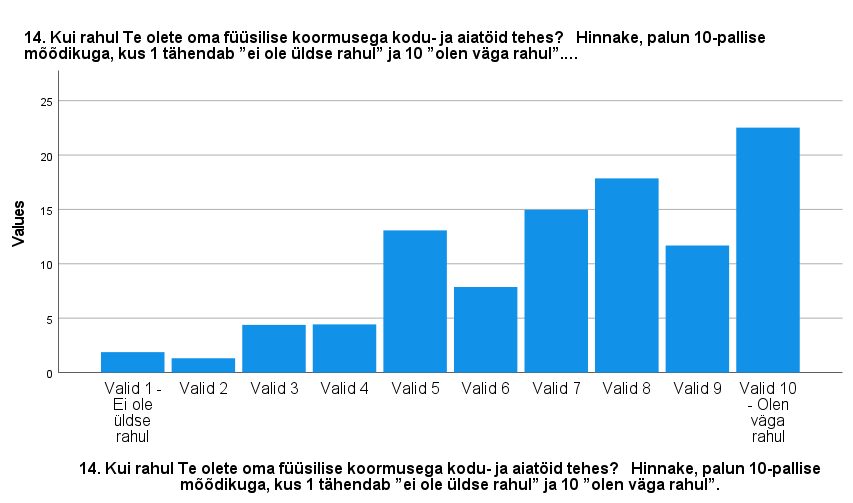 14. Kui rahul Te olete oma füüsilise koormusega kodu- ja aiatöid tehes?   Hinnake, palun 10-pallise
mõõdikuga, kus 1 tähendab ”ei ole üldse rahul” ja 10 ”olen väga rahul”.…
25
20
15
10
5
0
Values
Valid 1 -
Ei ole
üldse
rahul
Valid 2
Valid 3
Valid 4
Valid 5
Valid 6
Valid 7
Valid 8
Valid 9
Valid 10
- Olen
väga
rahul
14. Kui rahul Te olete oma füüsilise koormusega kodu- ja aiatöid tehes?   Hinnake, palun 10-pallise
mõõdikuga, kus 1 tähendab ”ei ole üldse rahul” ja 10 ”olen väga rahul”.